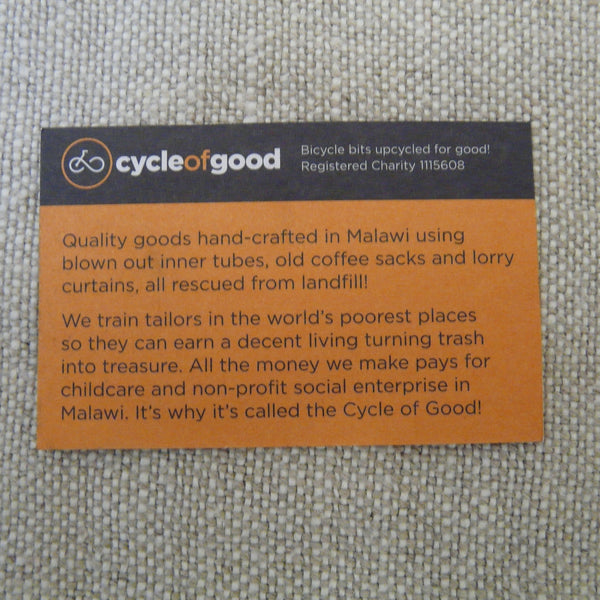 cycleofgood
Bicycle bits upcycled for good!
Registered Charity 1115608
Quality goods hand-crafted in Malawi using
blown out inner tubes, old coffee sacks and lorry
curtains, all rescued from landfill!
We train tailors in the world's poorest places
so they can earn a decent living turning trash
into treasure. All the money we make pays for
childcare and non-profit social enterprise in
Malawi. It's why it's called the Cycle of Good!